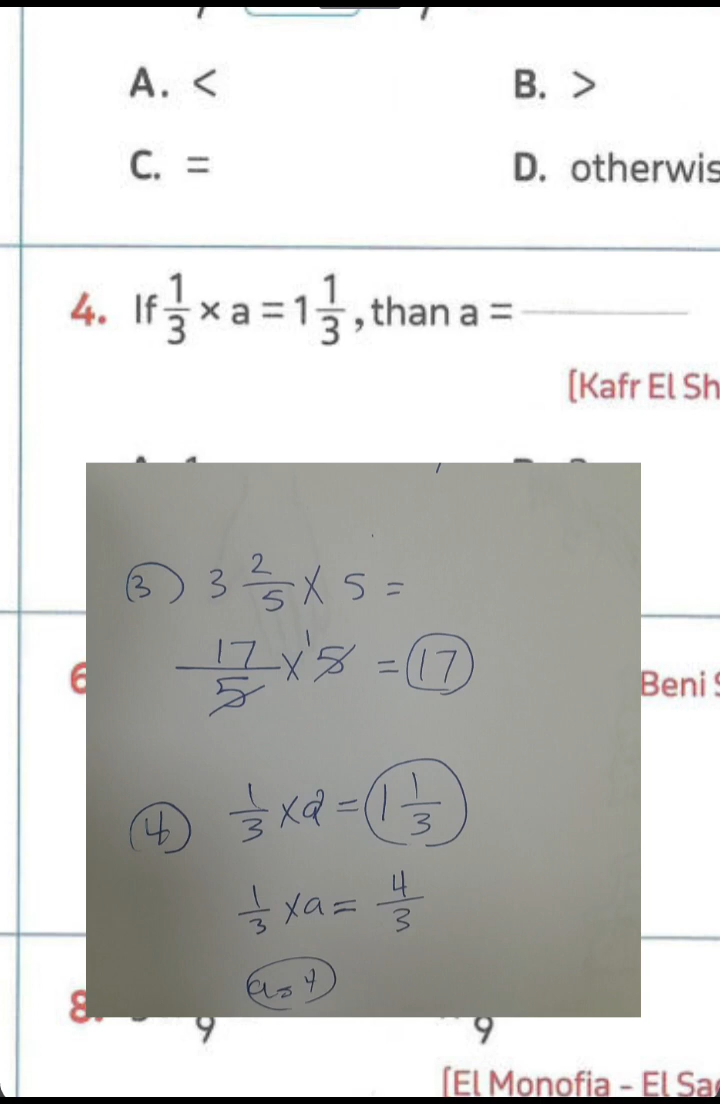 A. < B. >
C. = D. otherwis
4. If 1/3 × a = 1 1/3, than a =
[Kafr El Sh
③ 3 2/5 × 5 =
17/5 × 1 5 = 17
④ 1/3 × a = 1 1/3
1/3 × a = 4/3
a = 4
6
Beni S
8.
9 9
[El Monofia - El Sa